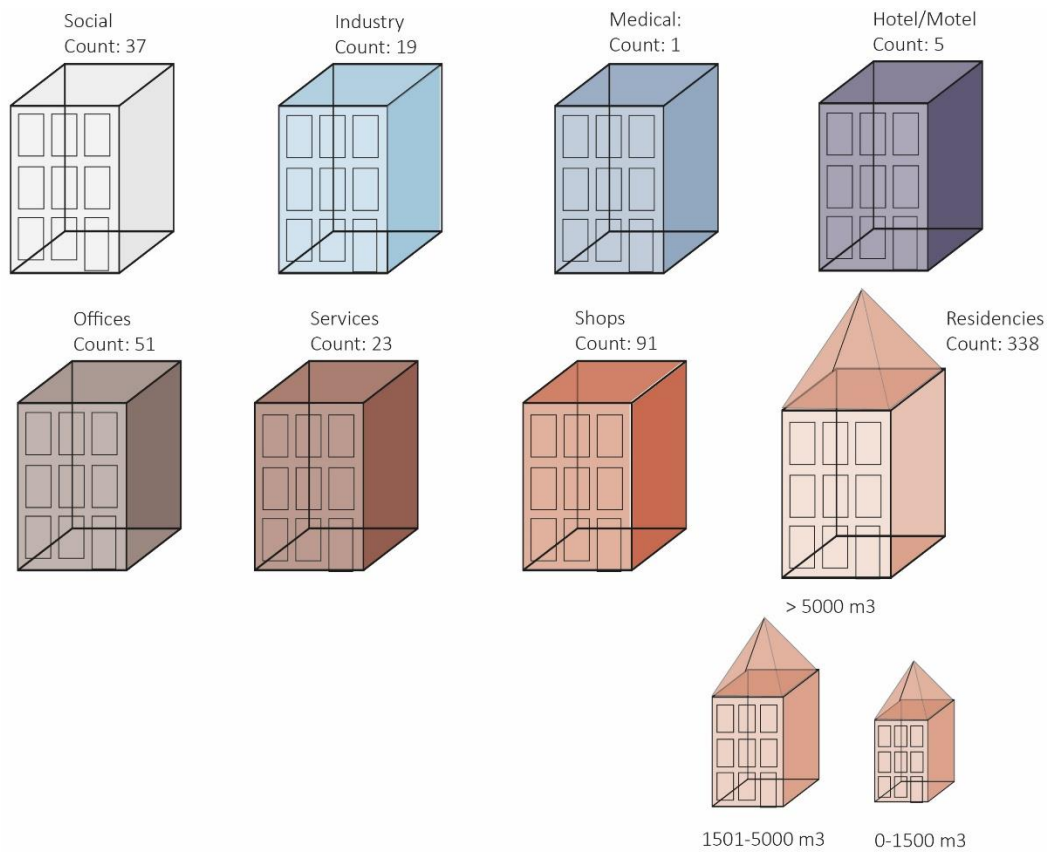 Social
Count: 37
Industry
Count: 19
Medical:
Count: 1
Hotel/Motel
Count: 5
Offices
Count: 51
Services
Count: 23
Shops
Count: 91
Residencies
Count: 338
> 5000 m3
1501-5000 m3
0-1500 m3